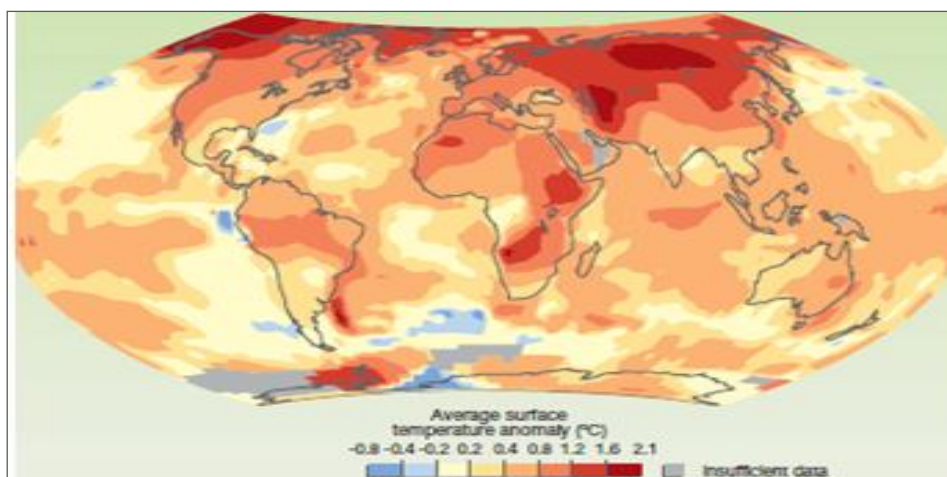 Average surface
temperature anomaly (ºC)
-0.8 -0.4 -0.2 0.2 0.4 0.8 1.2 1.6 2.1
Insufficient data